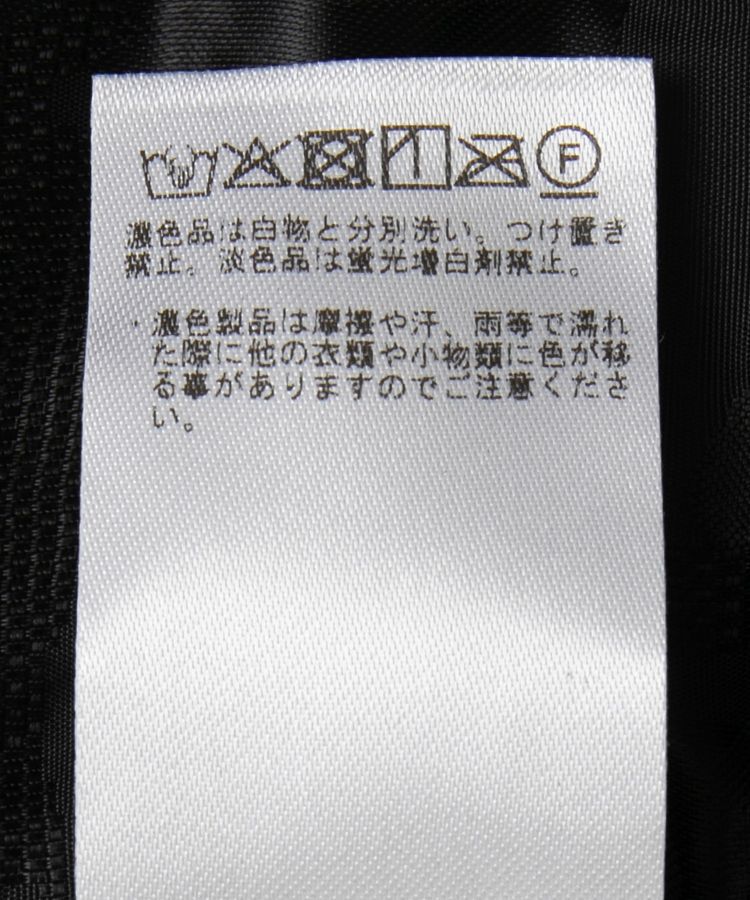 F
濃色品は白物と分別洗い。つけ置き
禁止。淡色品は蛍光増白剤禁止。
・濃色製品は摩擦や汗、雨等で濡れ
た際に他の衣類や小物類に色が移
る事がありますのでご注意くださ
い。